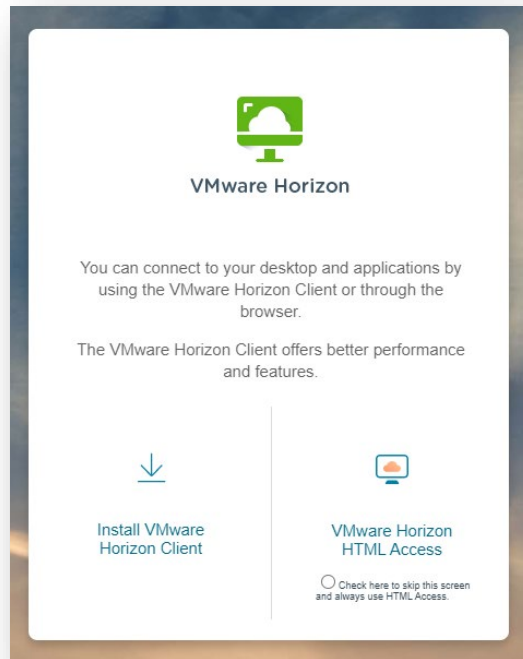 VMware Horizon
You can connect to your desktop and applications by
using the VMware Horizon Client or through the
browser.
The VMware Horizon Client offers better performance
and features.
Install VMware
Horizon Client
VMware Horizon
HTML Access
Check here to skip this screen
and always use HTML Access.